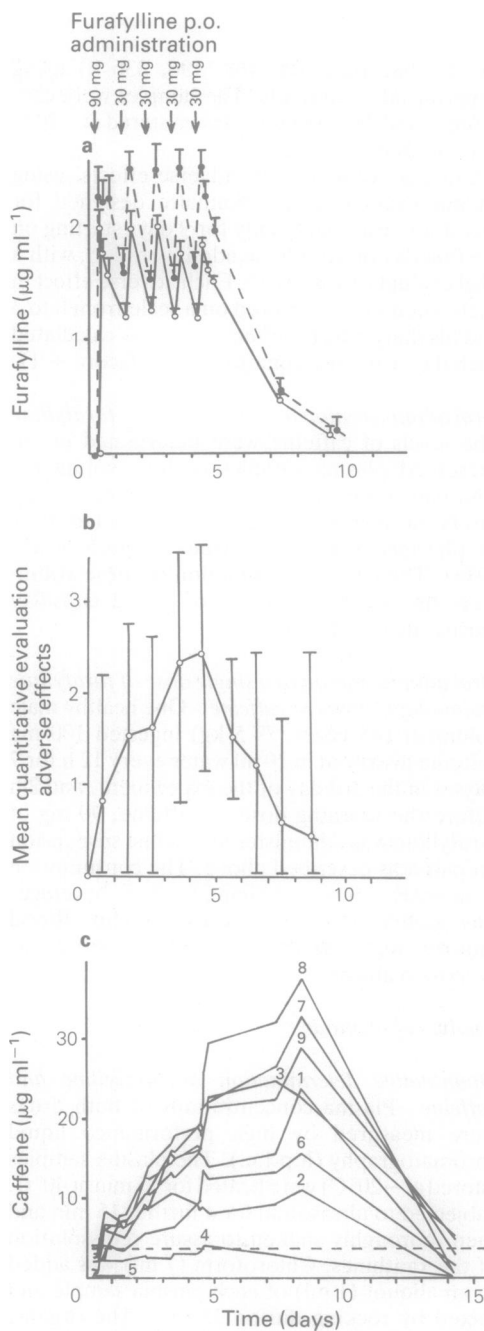 Furafylline p.o.
administration
90 mg
30 mg
30 mg
30 mg
30 mg
a
Furafylline (µg ml⁻¹)
2
1
0 5 10
b
Mean quantitative evaluation
adverse effects
3
2
1
0 5 10
c
Caffeine (µg ml⁻¹)
30
20
10
0 5 10 15
8
7
9
3
1
6
2
4
5
Time (days)